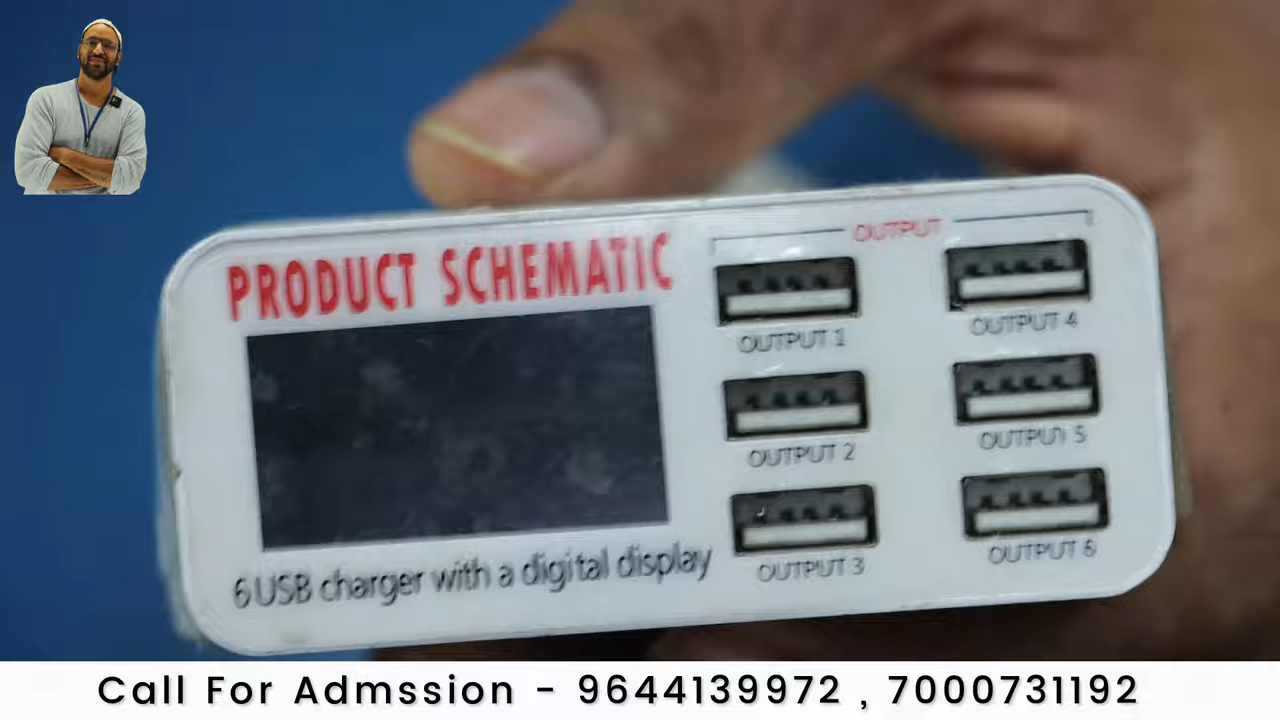 PRODUCT SCHEMATIC
6 USB charger with a digital display
OUTPUT
OUTPUT 1
OUTPUT 4
OUTPUT 2
OUTPUT 5
OUTPUT 3
OUTPUT 6
Call For Admssion - 9644139972 , 7000731192